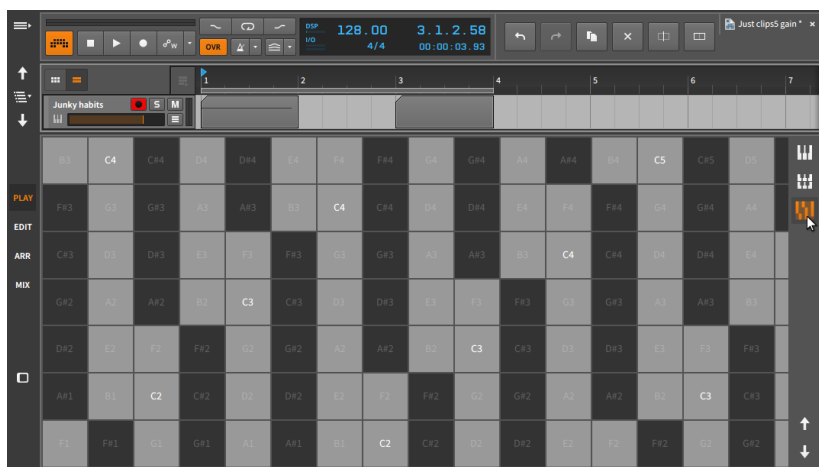 Just clips5 gain * ×
DSP
I/O
128.00
4/4
3.1.2.58
00:00:03.93
W
OVR
1 2 3 4 5 6 7
Junky habits S M
PLAY
EDIT
ARR
MIX
B3 C4 C#4 D4 D#4 E4 F4 F#4 G4 G#4 A4 A#4 B4 C5 C#5 D5
F#3 G3 G#3 A3 A#3 B3 C4 C#4 D4 D#4 E4 F4 F#4 G4 G#4 A4
C#3 D3 D#3 E3 F3 F#3 G3 G#3 A3 A#3 B3 C4 C#4 D4 D#4 E4
G#2 A2 A#2 B2 C3 C#3 D3 D#3 E3 F3 F#3 G3 G#3 A3 A#3 B3
D#2 E2 F2 F#2 G2 G#2 A2 A#2 B2 C3 C#3 D3 D#3 E3 F3 F#3
A#1 B1 C2 C#2 D2 D#2 E2 F2 F#2 G2 G#2 A2 A#2 B2 C3 C#3
F1 F#1 G1 G#1 A1 A#1 B1 C2 C#2 D2 D#2 E2 F2 F#2 G2 G#2